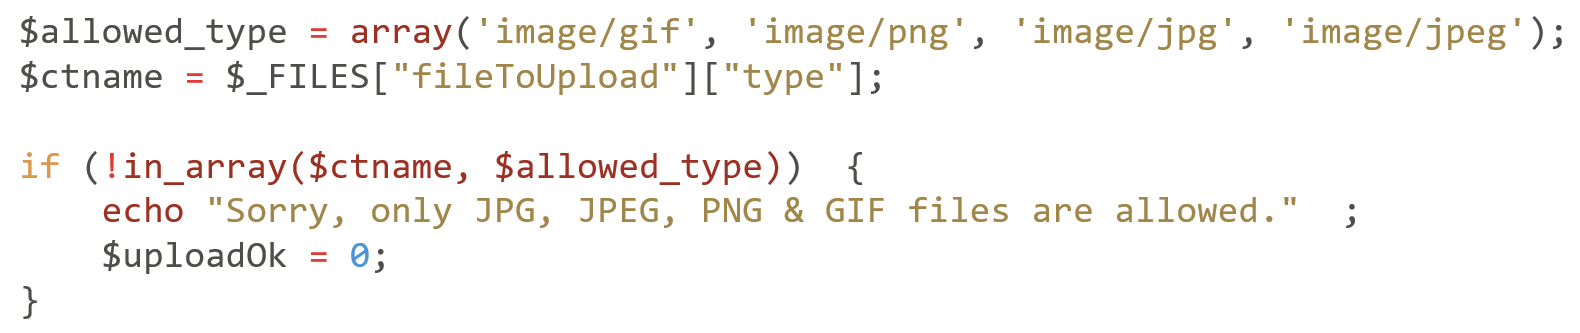 $allowed_type = array('image/gif', 'image/png', 'image/jpg', 'image/jpeg');
$ctname = $_FILES["fileToUpload"]["type"];
if (!in_array($ctname, $allowed_type))  {
echo "Sorry, only JPG, JPEG, PNG & GIF files are allowed."  ;
$uploadOk = 0;
}